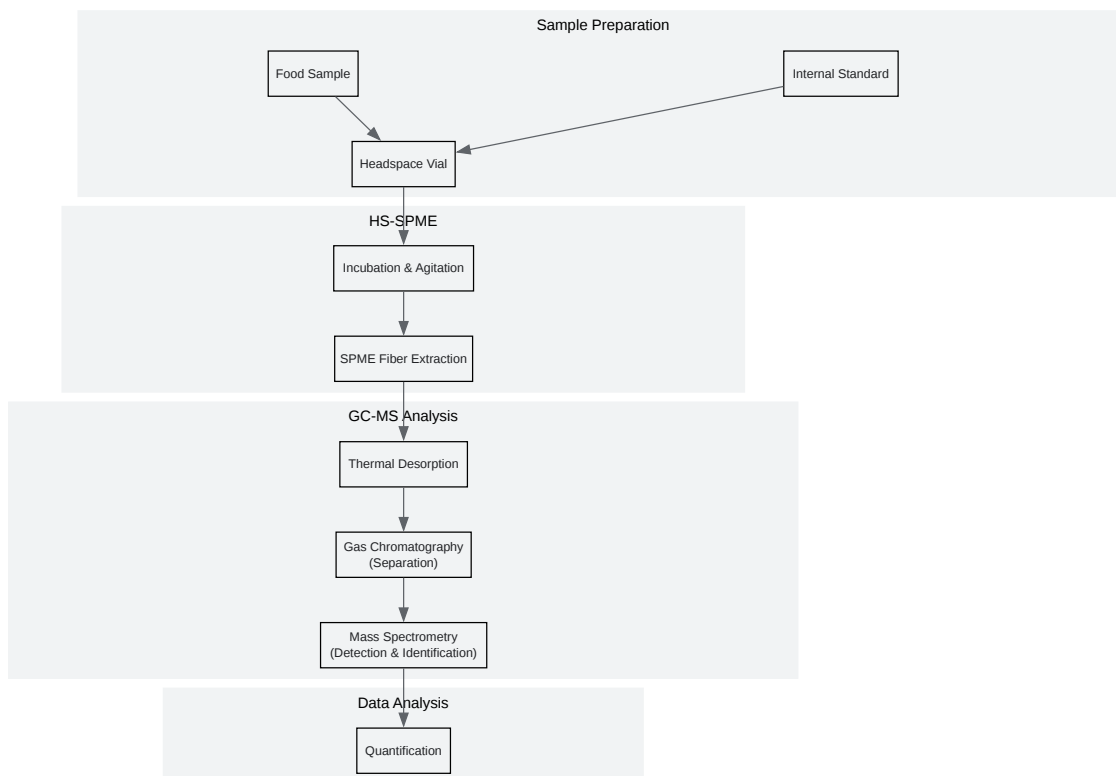 Sample Preparation
Food Sample
Internal Standard
Headspace Vial
HS-SPME
Incubation & Agitation
SPME Fiber Extraction
GC-MS Analysis
Thermal Desorption
Gas Chromatography
(Separation)
Mass Spectrometry
(Detection & Identification)
Data Analysis
Quantification